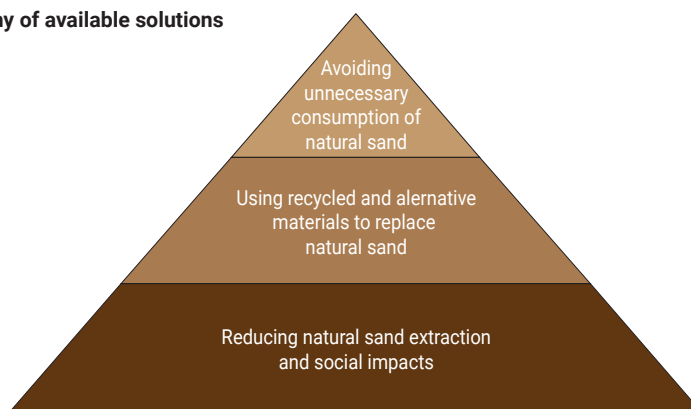 of available solutions
Avoiding
unnecessary
consumption of
natural sand
Using recycled and alernative
materials to replace
natural sand
Reducing natural sand extraction
and social impacts